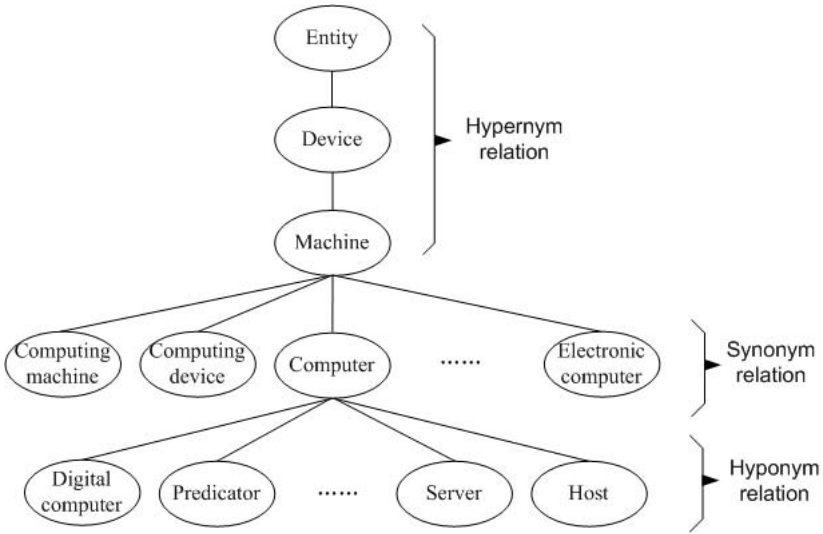 Entity
Device
Hypernym
relation
Machine
Computing
machine
Computing
device
Computer
......
Electronic
computer
Synonym
relation
Digital
computer
Predicator
......
Server
Host
Hyponym
relation